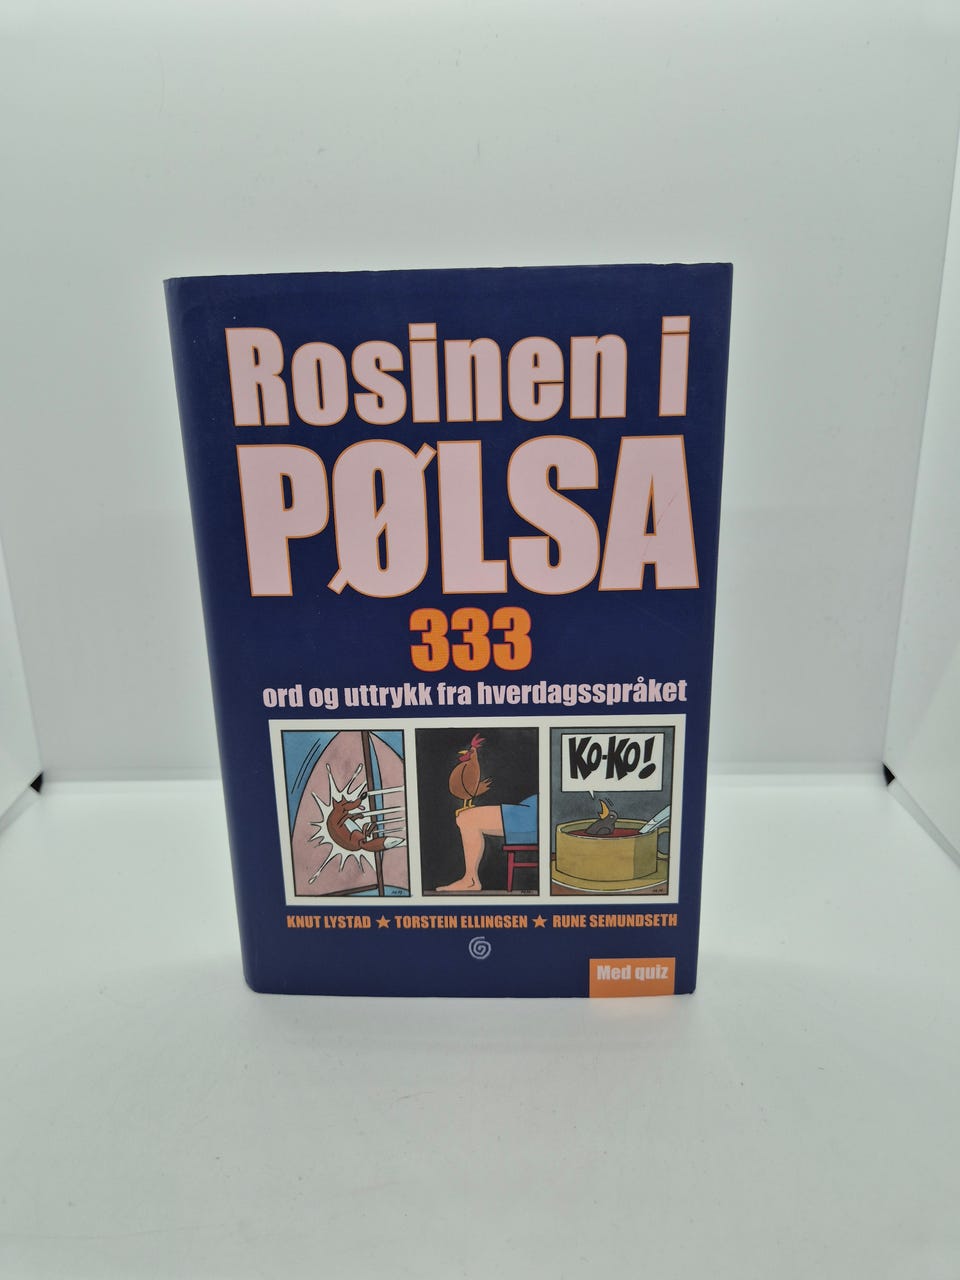 Rosinen i
PØLSA
333
ord og uttrykk fra hverdagsspråket
KO-KO!
KNUT LYSTAD ★ TORSTEIN ELLINGSEN ★ RUNE SEMUNDSETH
Med quiz